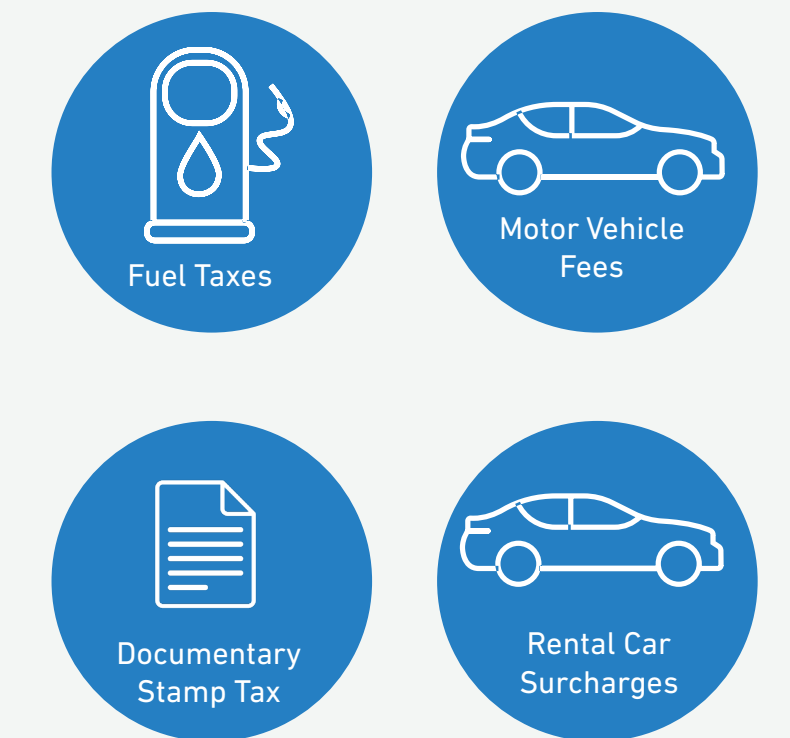 Fuel Taxes
Motor Vehicle
Fees
Documentary
Stamp Tax
Rental Car
Surcharges